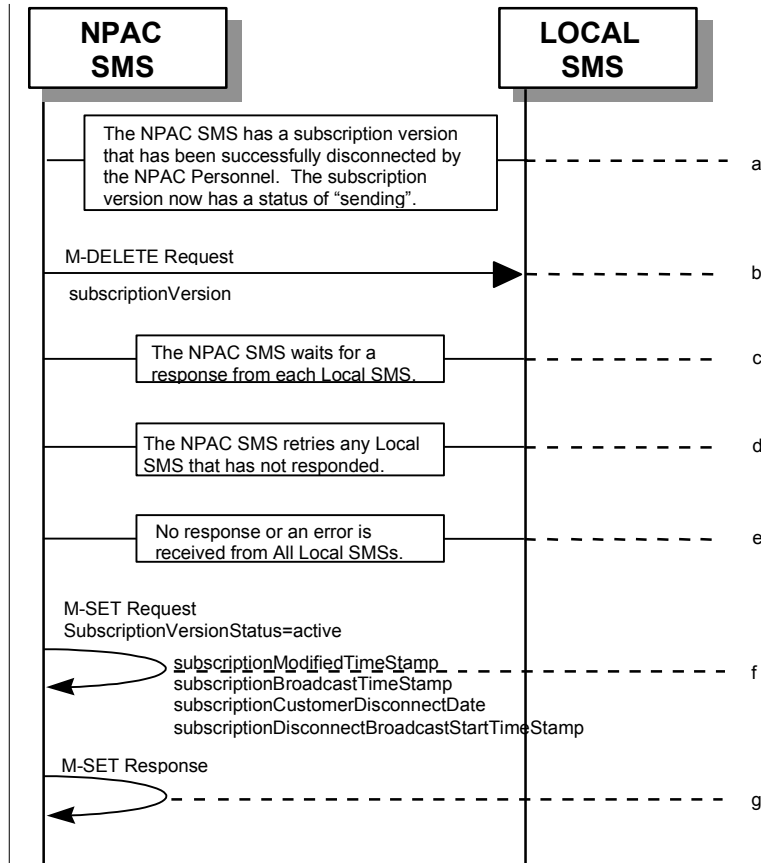 NPAC
SMS
LOCAL
SMS
The NPAC SMS has a subscription version
that has been successfully disconnected by
the NPAC Personnel.  The subscription
version now has a status of “sending”.
a
M-DELETE Request
b
subscriptionVersion
The NPAC SMS waits for a
response from each Local SMS.
c
The NPAC SMS retries any Local
SMS that has not responded.
d
No response or an error is
received from All Local SMSs.
e
M-SET Request
SubscriptionVersionStatus=active
subscriptionModifiedTimeStamp
f
subscriptionBroadcastTimeStamp
subscriptionCustomerDisconnectDate
subscriptionDisconnectBroadcastStartTimeStamp
M-SET Response
g